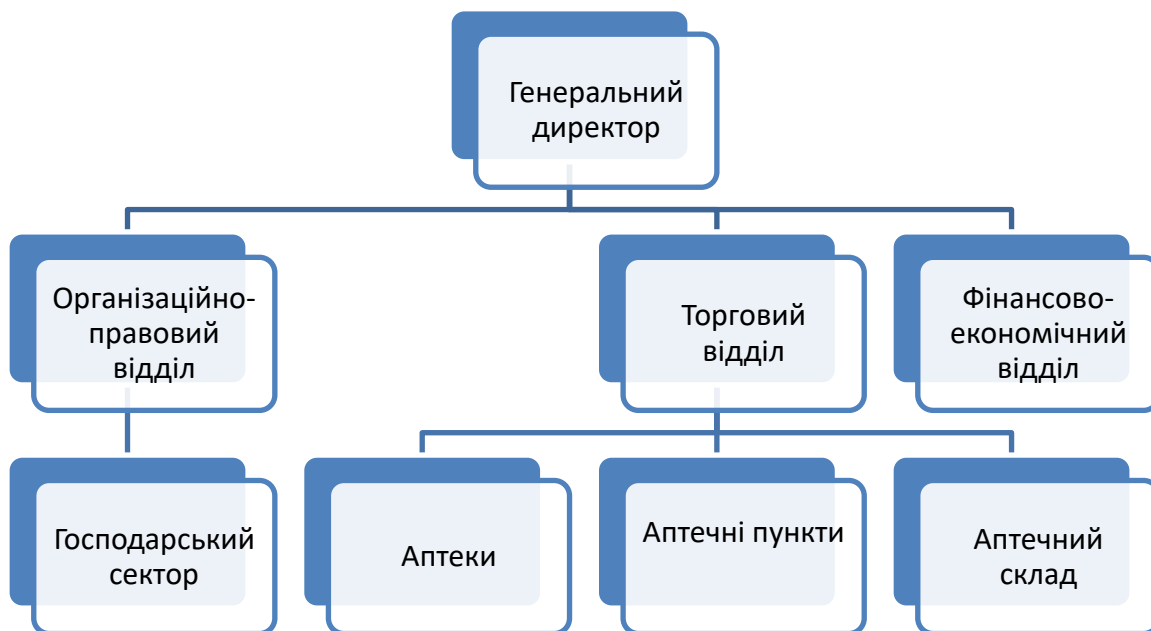 Генеральний
директор
Організаційно-
правовий
відділ
Торговий
відділ
Фінансово-
економічний
відділ
Господарський
сектор
Аптеки
Аптечні пункти
Аптечний
склад